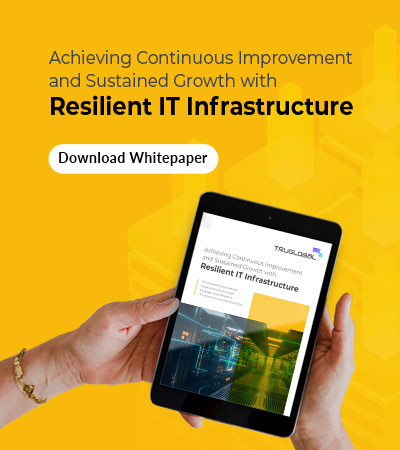 Achieving Continuous Improvement
and Sustained Growth with
Resilient IT Infrastructure
Download Whitepaper
TRUGLOBAL
Achieving Continuous Improvement
and Sustained Growth with
Resilient IT Infrastructure